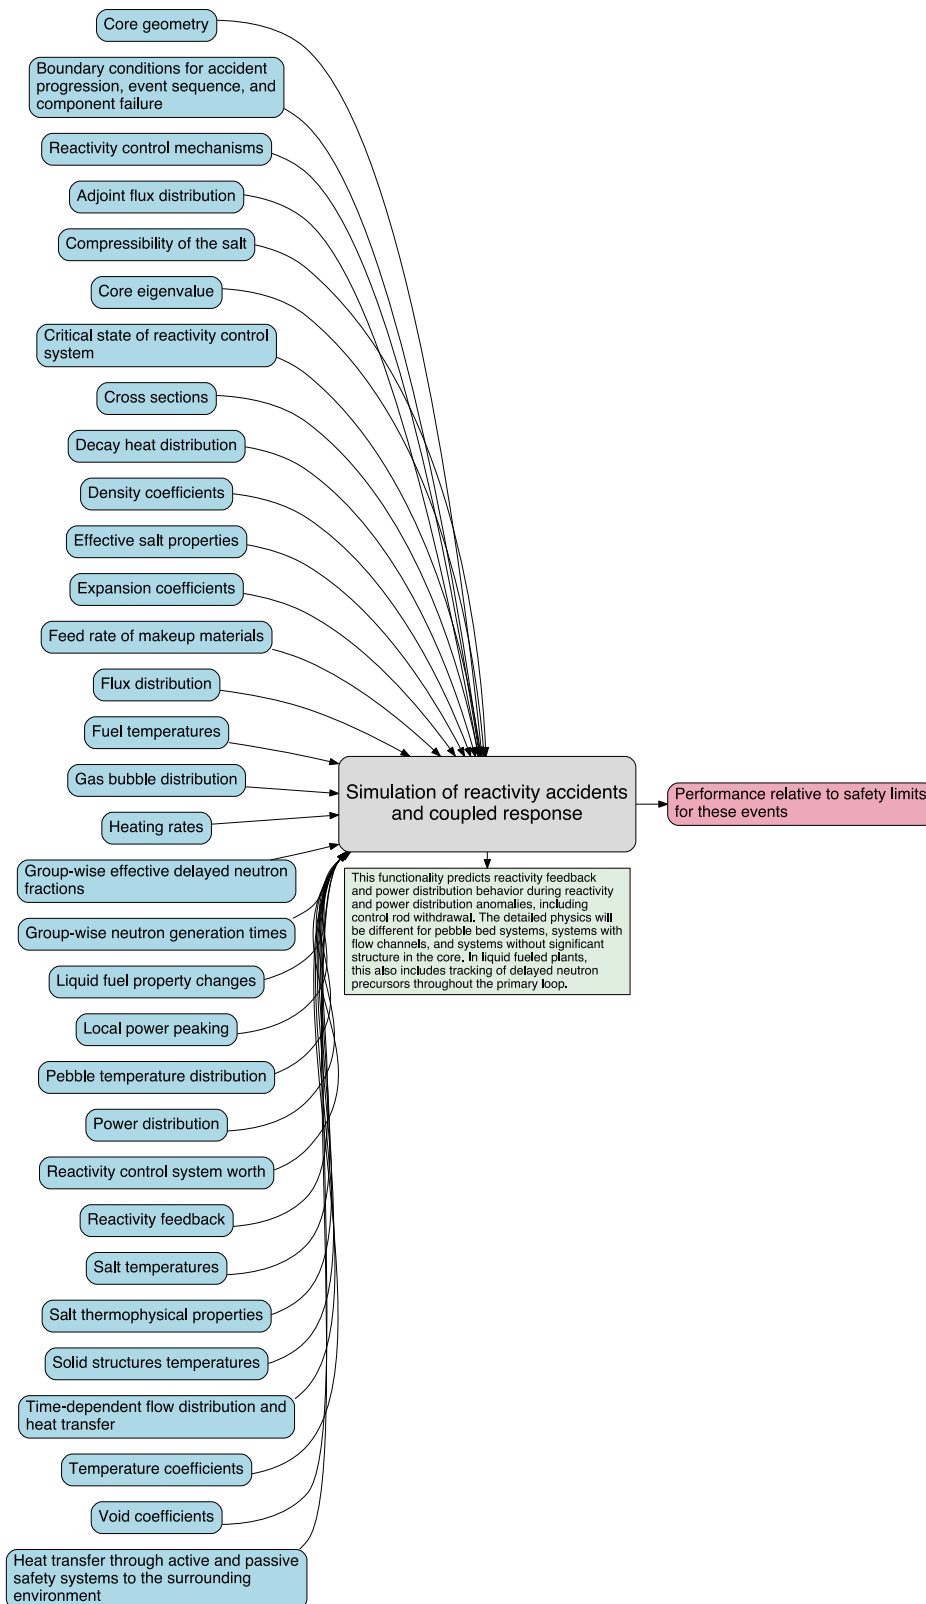 Core geometry
Boundary conditions for accident
progression, event sequence, and
component failure
Reactivity control mechanisms
Adjoint flux distribution
Compressibility of the salt
Core eigenvalue
Critical state of reactivity control
system
Cross sections
Decay heat distribution
Density coefficients
Effective salt properties
Expansion coefficients
Feed rate of makeup materials
Flux distribution
Fuel temperatures
Gas bubble distribution
Heating rates
Group-wise effective delayed neutron
fractions
Group-wise neutron generation times
Liquid fuel property changes
Local power peaking
Pebble temperature distribution
Power distribution
Reactivity control system worth
Reactivity feedback
Salt temperatures
Salt thermophysical properties
Solid structures temperatures
Time-dependent flow distribution and
heat transfer
Temperature coefficients
Void coefficients
Heat transfer through active and passive
safety systems to the surrounding
environment
Simulation of reactivity accidents
and coupled response
This functionality predicts reactivity feedback
and power distribution behavior during reactivity
and power distribution anomalies, including
control rod withdrawal. The detailed physics will
be different for pebble bed systems, systems with
flow channels, and systems without significant
structure in the core. In liquid fueled plants,
this also includes tracking of delayed neutron
precursors throughout the primary loop.
Performance relative to safety limits
for these events